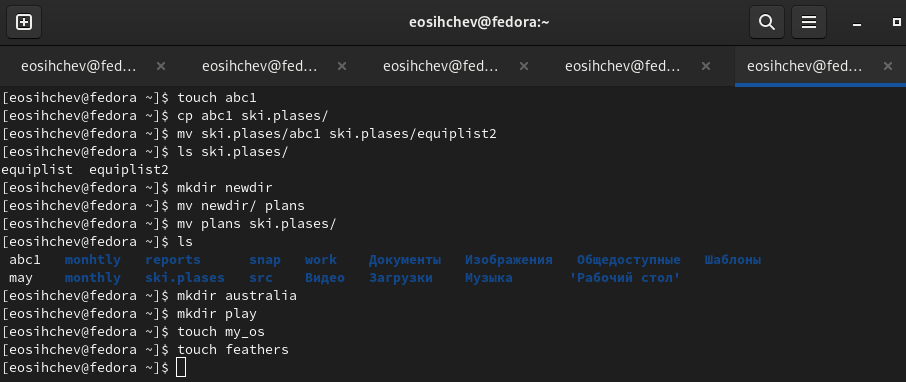 eosihchev@fedora:~
eosihchev@fed... eosihchev@fed... eosihchev@fed... eosihchev@fed... eosihchev@fed...
[eosihchev@fedora ~]$ touch abc1
[eosihchev@fedora ~]$ cp abc1 ski.plases/
[eosihchev@fedora ~]$ mv ski.plases/abc1 ski.plases/equiplist2
[eosihchev@fedora ~]$ ls ski.plases/
equiplist  equiplist2
[eosihchev@fedora ~]$ mkdir newdir
[eosihchev@fedora ~]$ mv newdir/ plans
[eosihchev@fedora ~]$ mv plans ski.plases/
[eosihchev@fedora ~]$ ls
abc1   monhtly   reports      snap   work    Документы   Изображения   Общедоступные   Шаблоны
may    monthly   ski.plases   src    Видео   Загрузки    Музыка       'Рабочий стол'
[eosihchev@fedora ~]$ mkdir australia
[eosihchev@fedora ~]$ mkdir play
[eosihchev@fedora ~]$ touch my_os
[eosihchev@fedora ~]$ touch feathers
[eosihchev@fedora ~]$